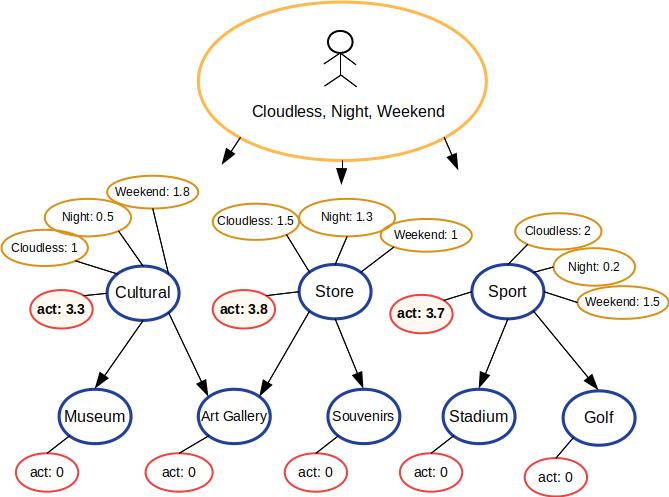 Cloudless, Night, Weekend
Weekend: 1.8
Night: 0.5
Cloudless: 1
Cloudless: 1.5
Night: 1.3
Weekend: 1
Cloudless: 2
Night: 0.2
Weekend: 1.5
Cultural
Store
Sport
act: 3.3
act: 3.8
act: 3.7
Museum
Art Gallery
Souvenirs
Stadium
Golf
act: 0
act: 0
act: 0
act: 0
act: 0